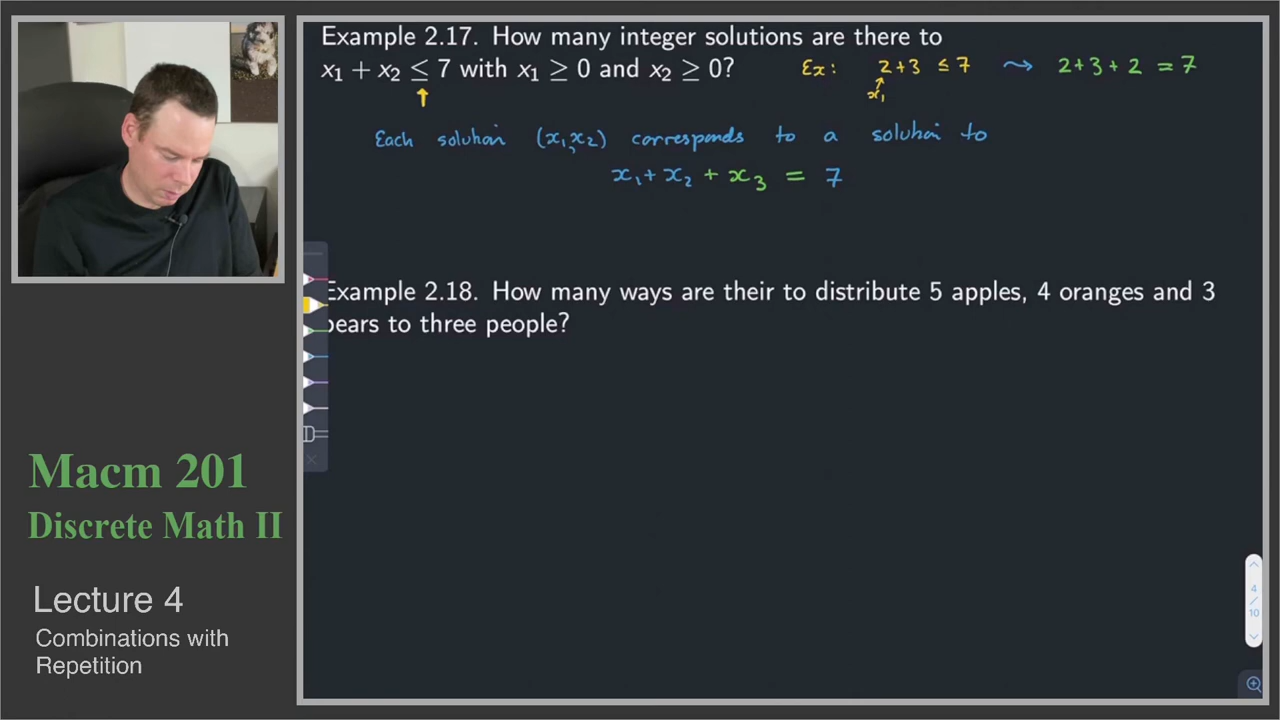 Example 2.17. How many integer solutions are there to
x₁ + x₂ ≤ 7 with x₁ ≥ 0 and x₂ ≥ 0?
Ex: 2+3 ≤ 7 ⇝ 2+3+2 = 7
↑
x₁
↑
Each solution (x₁,x₂) corresponds to a solution to
x₁+ x₂ + x₃ = 7
Example 2.18. How many ways are their to distribute 5 apples, 4 oranges and 3
pears to three people?
Macm 201
Discrete Math II
Lecture 4
Combinations with
Repetition
4
/
10